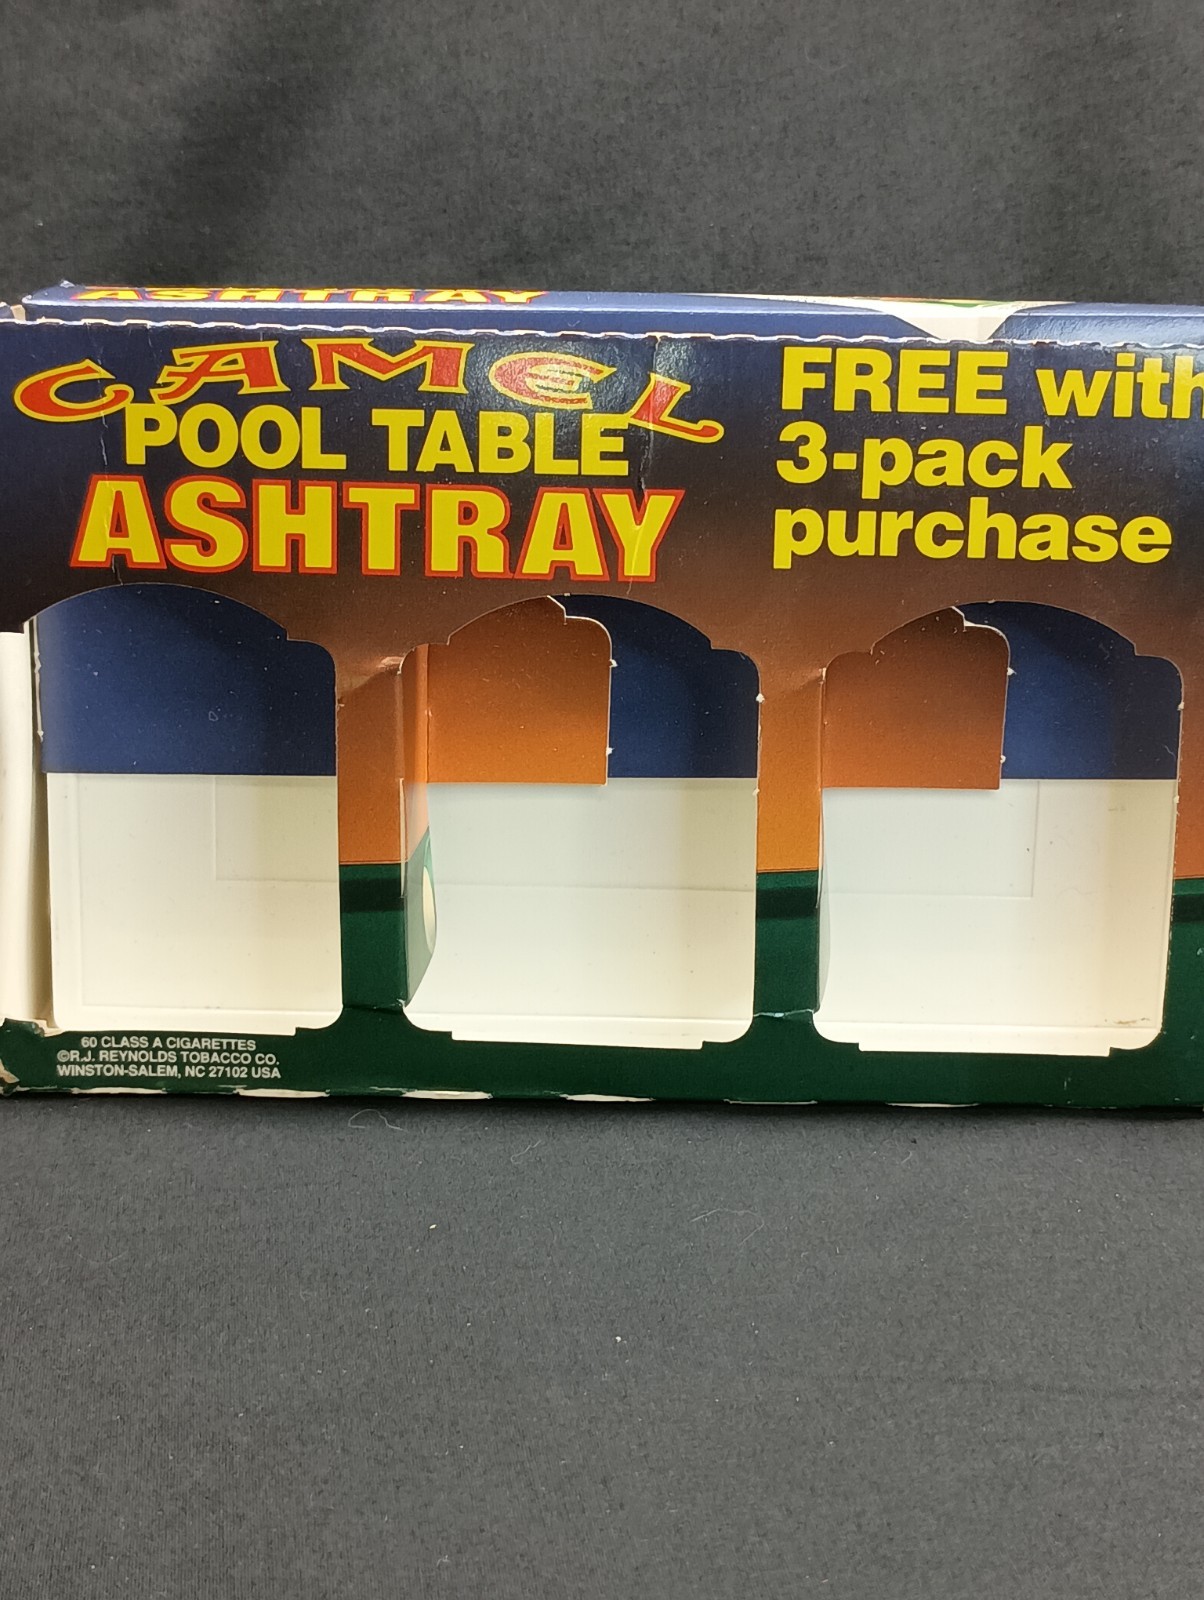 ASHTRAY
CAMEL
POOL TABLE
ASHTRAY
FREE with
3-pack
purchase
60 CLASS A CIGARETTES
©R.J. REYNOLDS TOBACCO CO.
WINSTON-SALEM, NC 27102 USA